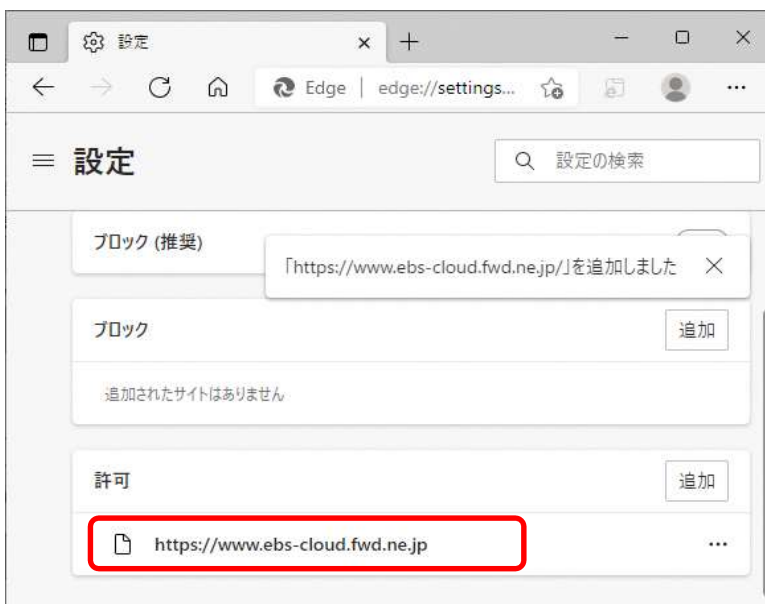 設定
Edge | edge://settings...
設定
設定の検索
ブロック (推奨)
「https://www.ebs-cloud.fwd.ne.jp/」を追加しました
ブロック
追加
追加されたサイトはありません
許可
追加
https://www.ebs-cloud.fwd.ne.jp